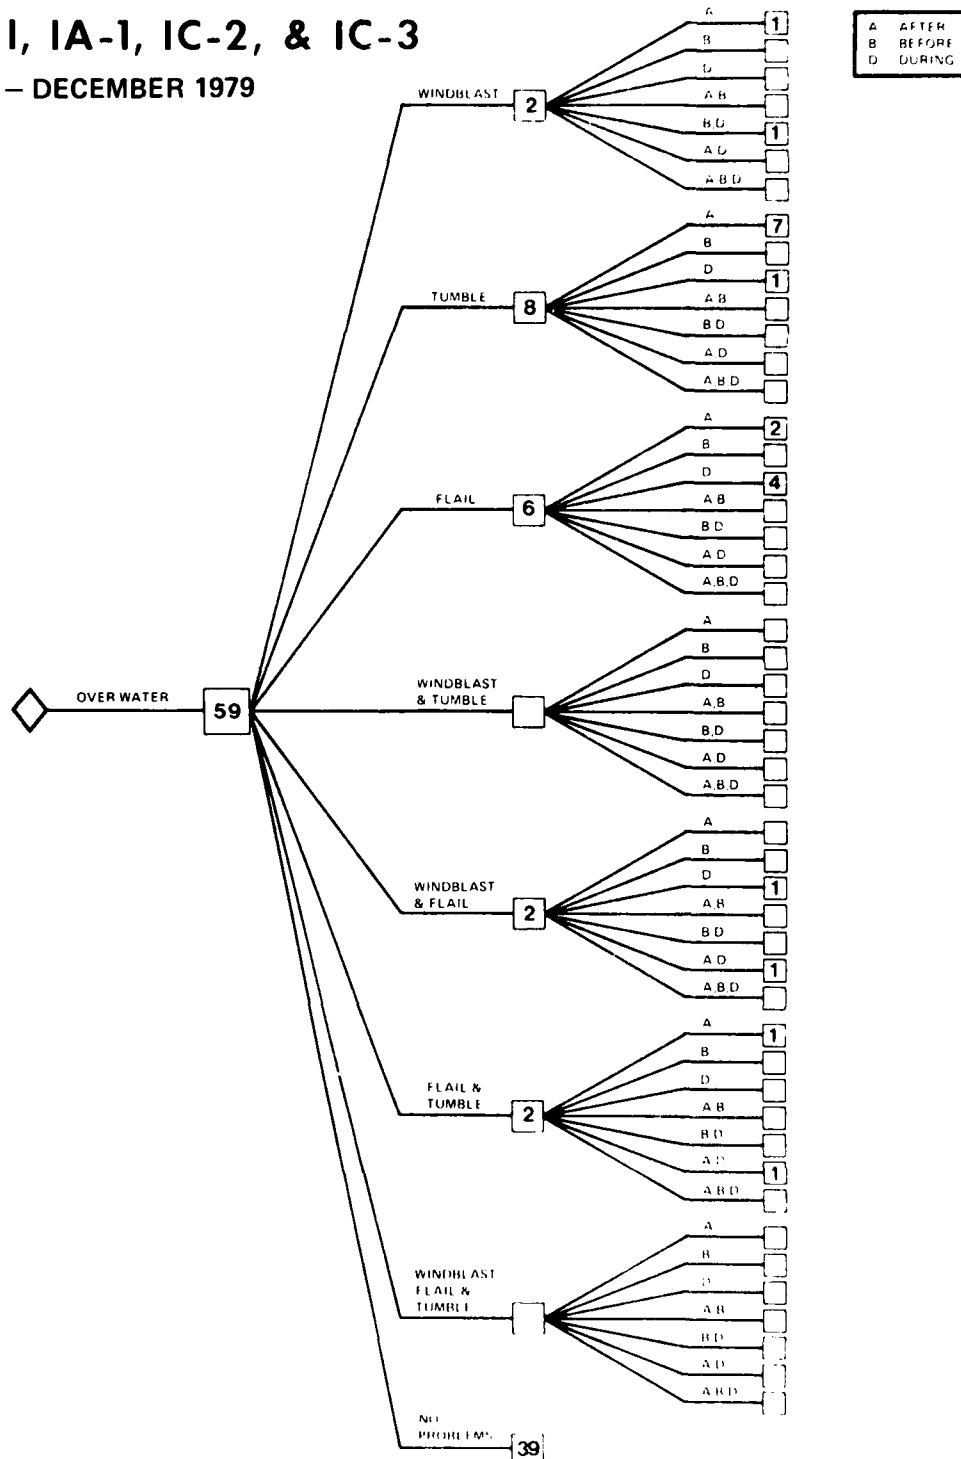 I, IA-1, IC-2, & IC-3
– DECEMBER 1979
A AFTER
B BEFORE
D DURING
OVER WATER
59
WINDBLAST
2
A
1
B
D
A,B
B,D
1
A,D
A,B,D
TUMBLE
8
A
7
B
D
1
A,B
B,D
A,D
A,B,D
FLAIL
6
A
2
B
D
4
A,B
B,D
A,D
A,B,D
WINDBLAST
& TUMBLE
A
B
D
A,B
B,D
A,D
A,B,D
WINDBLAST
& FLAIL
2
A
B
D
1
A,B
B,D
A,D
1
A,B,D
FLAIL &
TUMBLE
2
A
1
B
D
A,B
B,D
A,D
1
A,B,D
WINDBLAST
FLAIL &
TUMBLE
A
B
D
A,B
B,D
A,D
A,B,D
NO
PROBLEMS
39